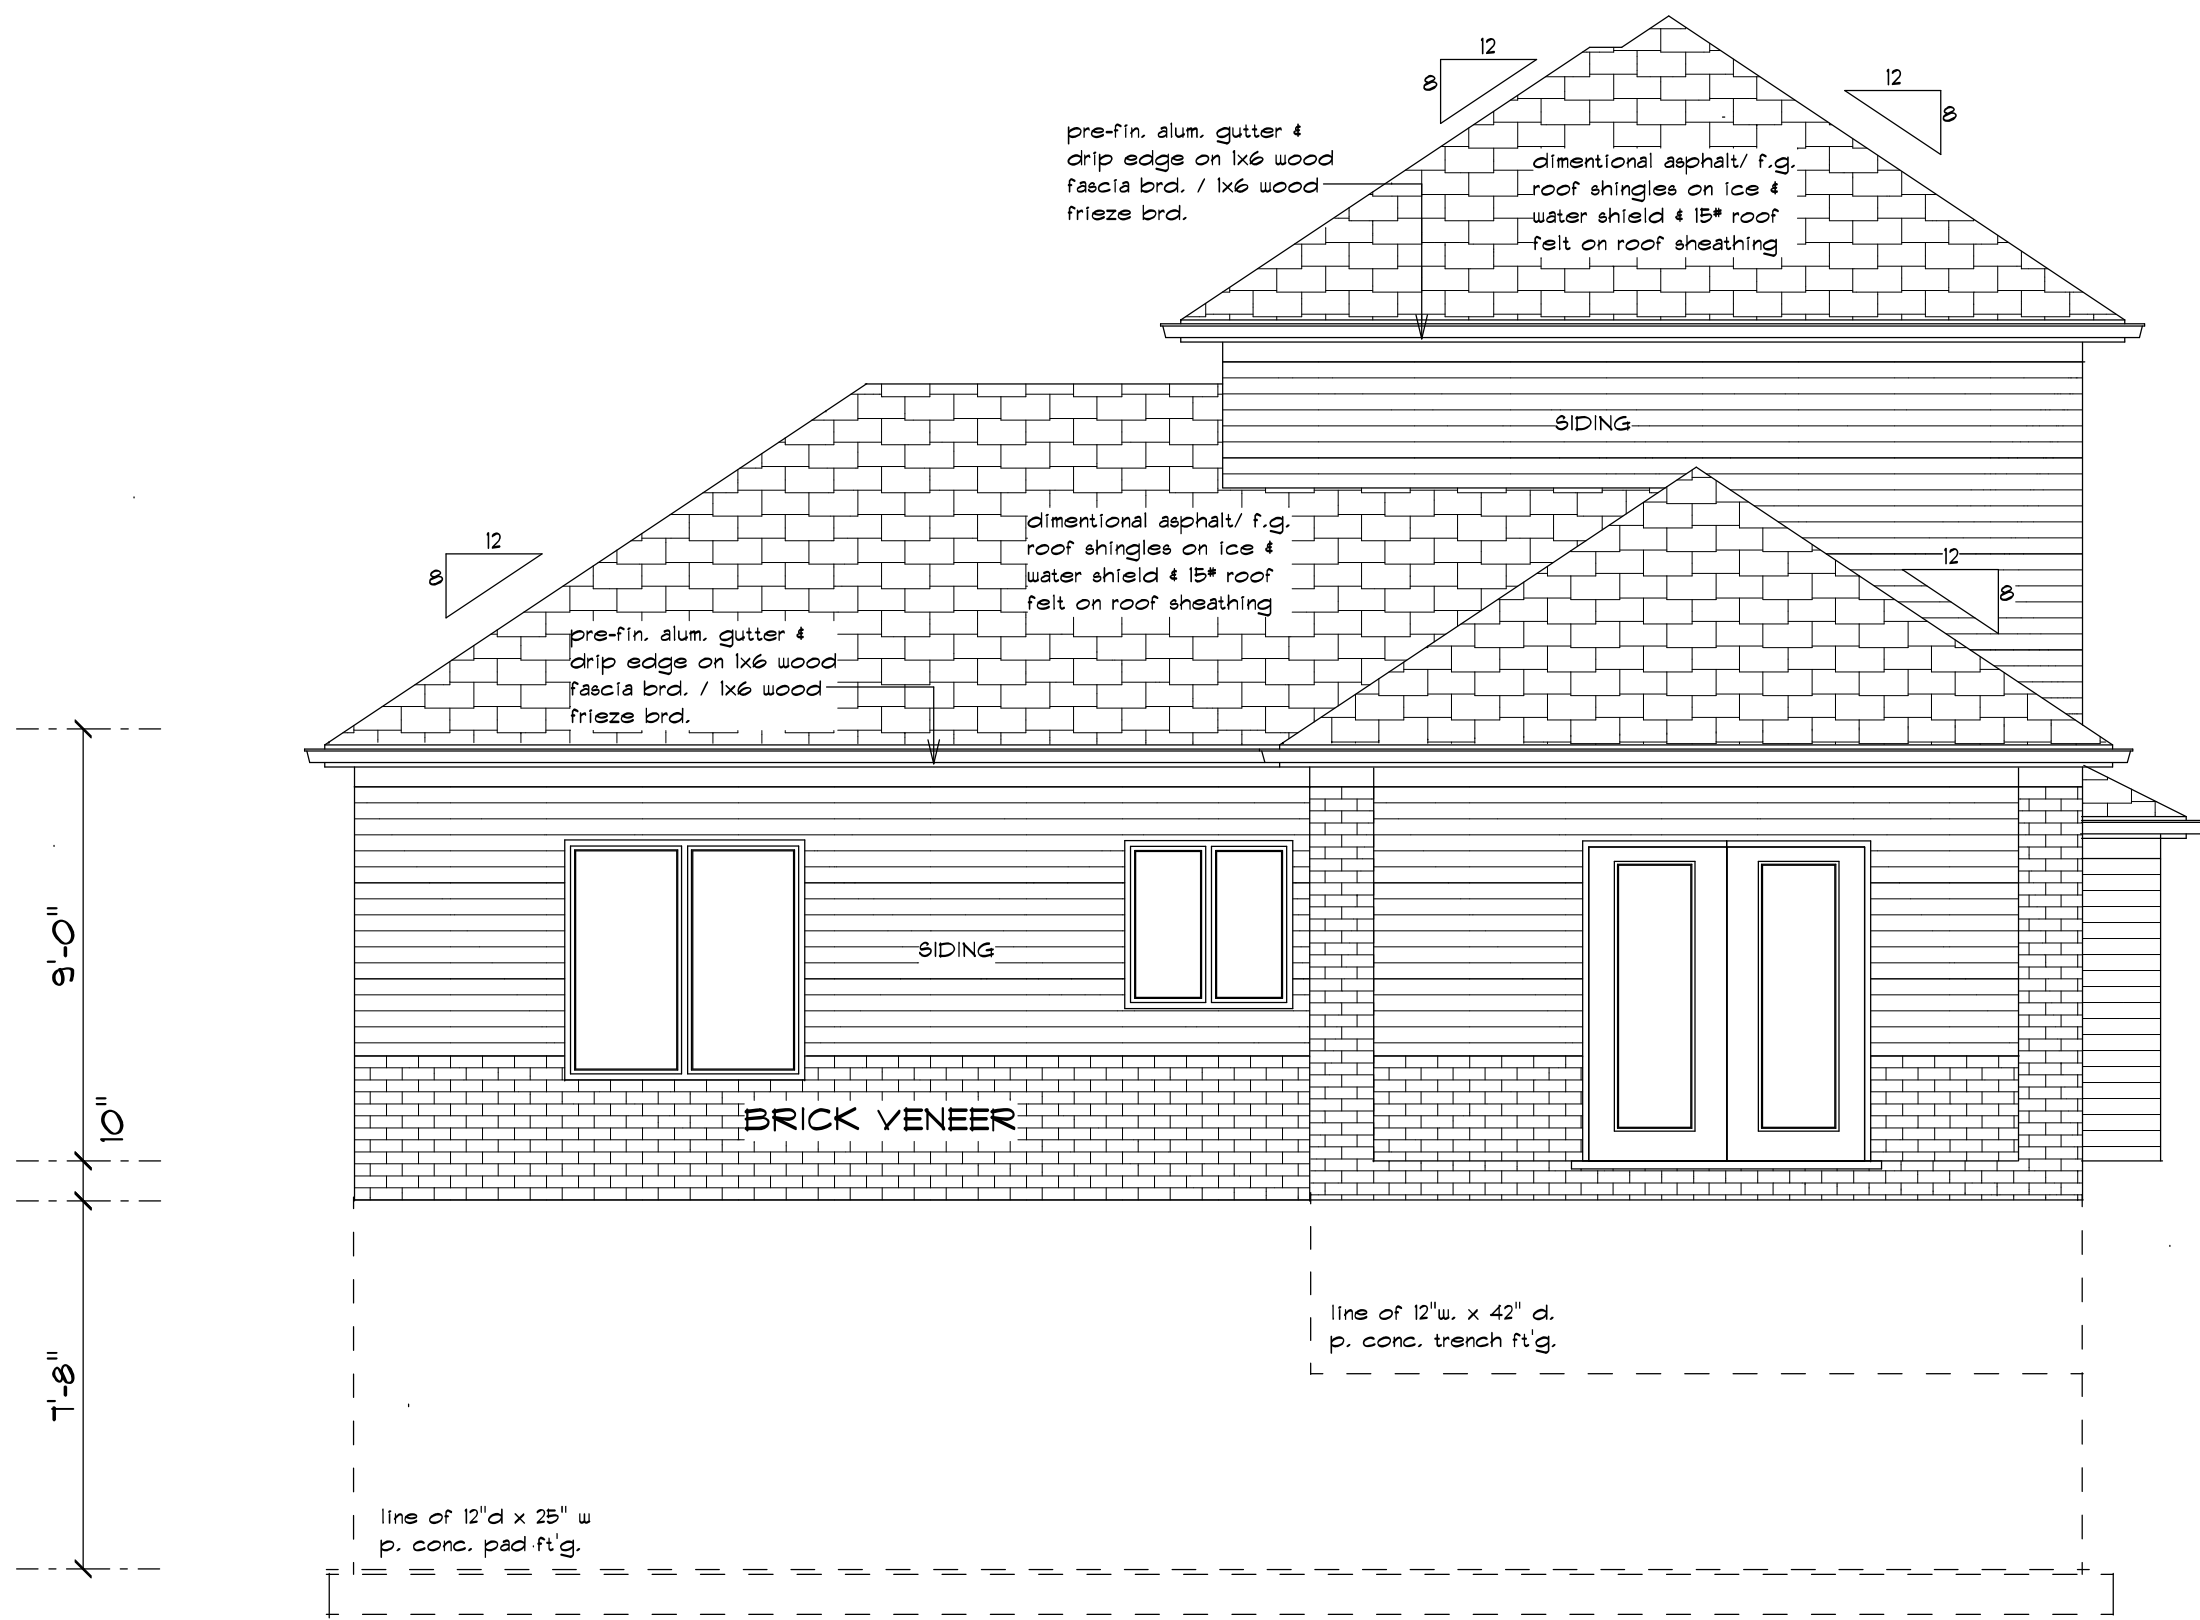 12
8
12
8
pre-fin. alum. gutter &
drip edge on 1x6 wood
fascia brd. / 1x6 wood
frieze brd.
dimentional asphalt/ f.g.
roof shingles on ice &
water shield & 15# roof
felt on roof sheathing
SIDING
12
8
dimentional asphalt/ f.g.
roof shingles on ice &
water shield & 15# roof
felt on roof sheathing
12
8
pre-fin. alum. gutter &
drip edge on 1x6 wood
fascia brd. / 1x6 wood
frieze brd.
9'-0"
SIDING
10"
BRICK VENEER
line of 12"w. x 42" d.
p. conc. trench ft'g.
7'-8"
line of 12"d x 25" w
p. conc. pad ft'g.